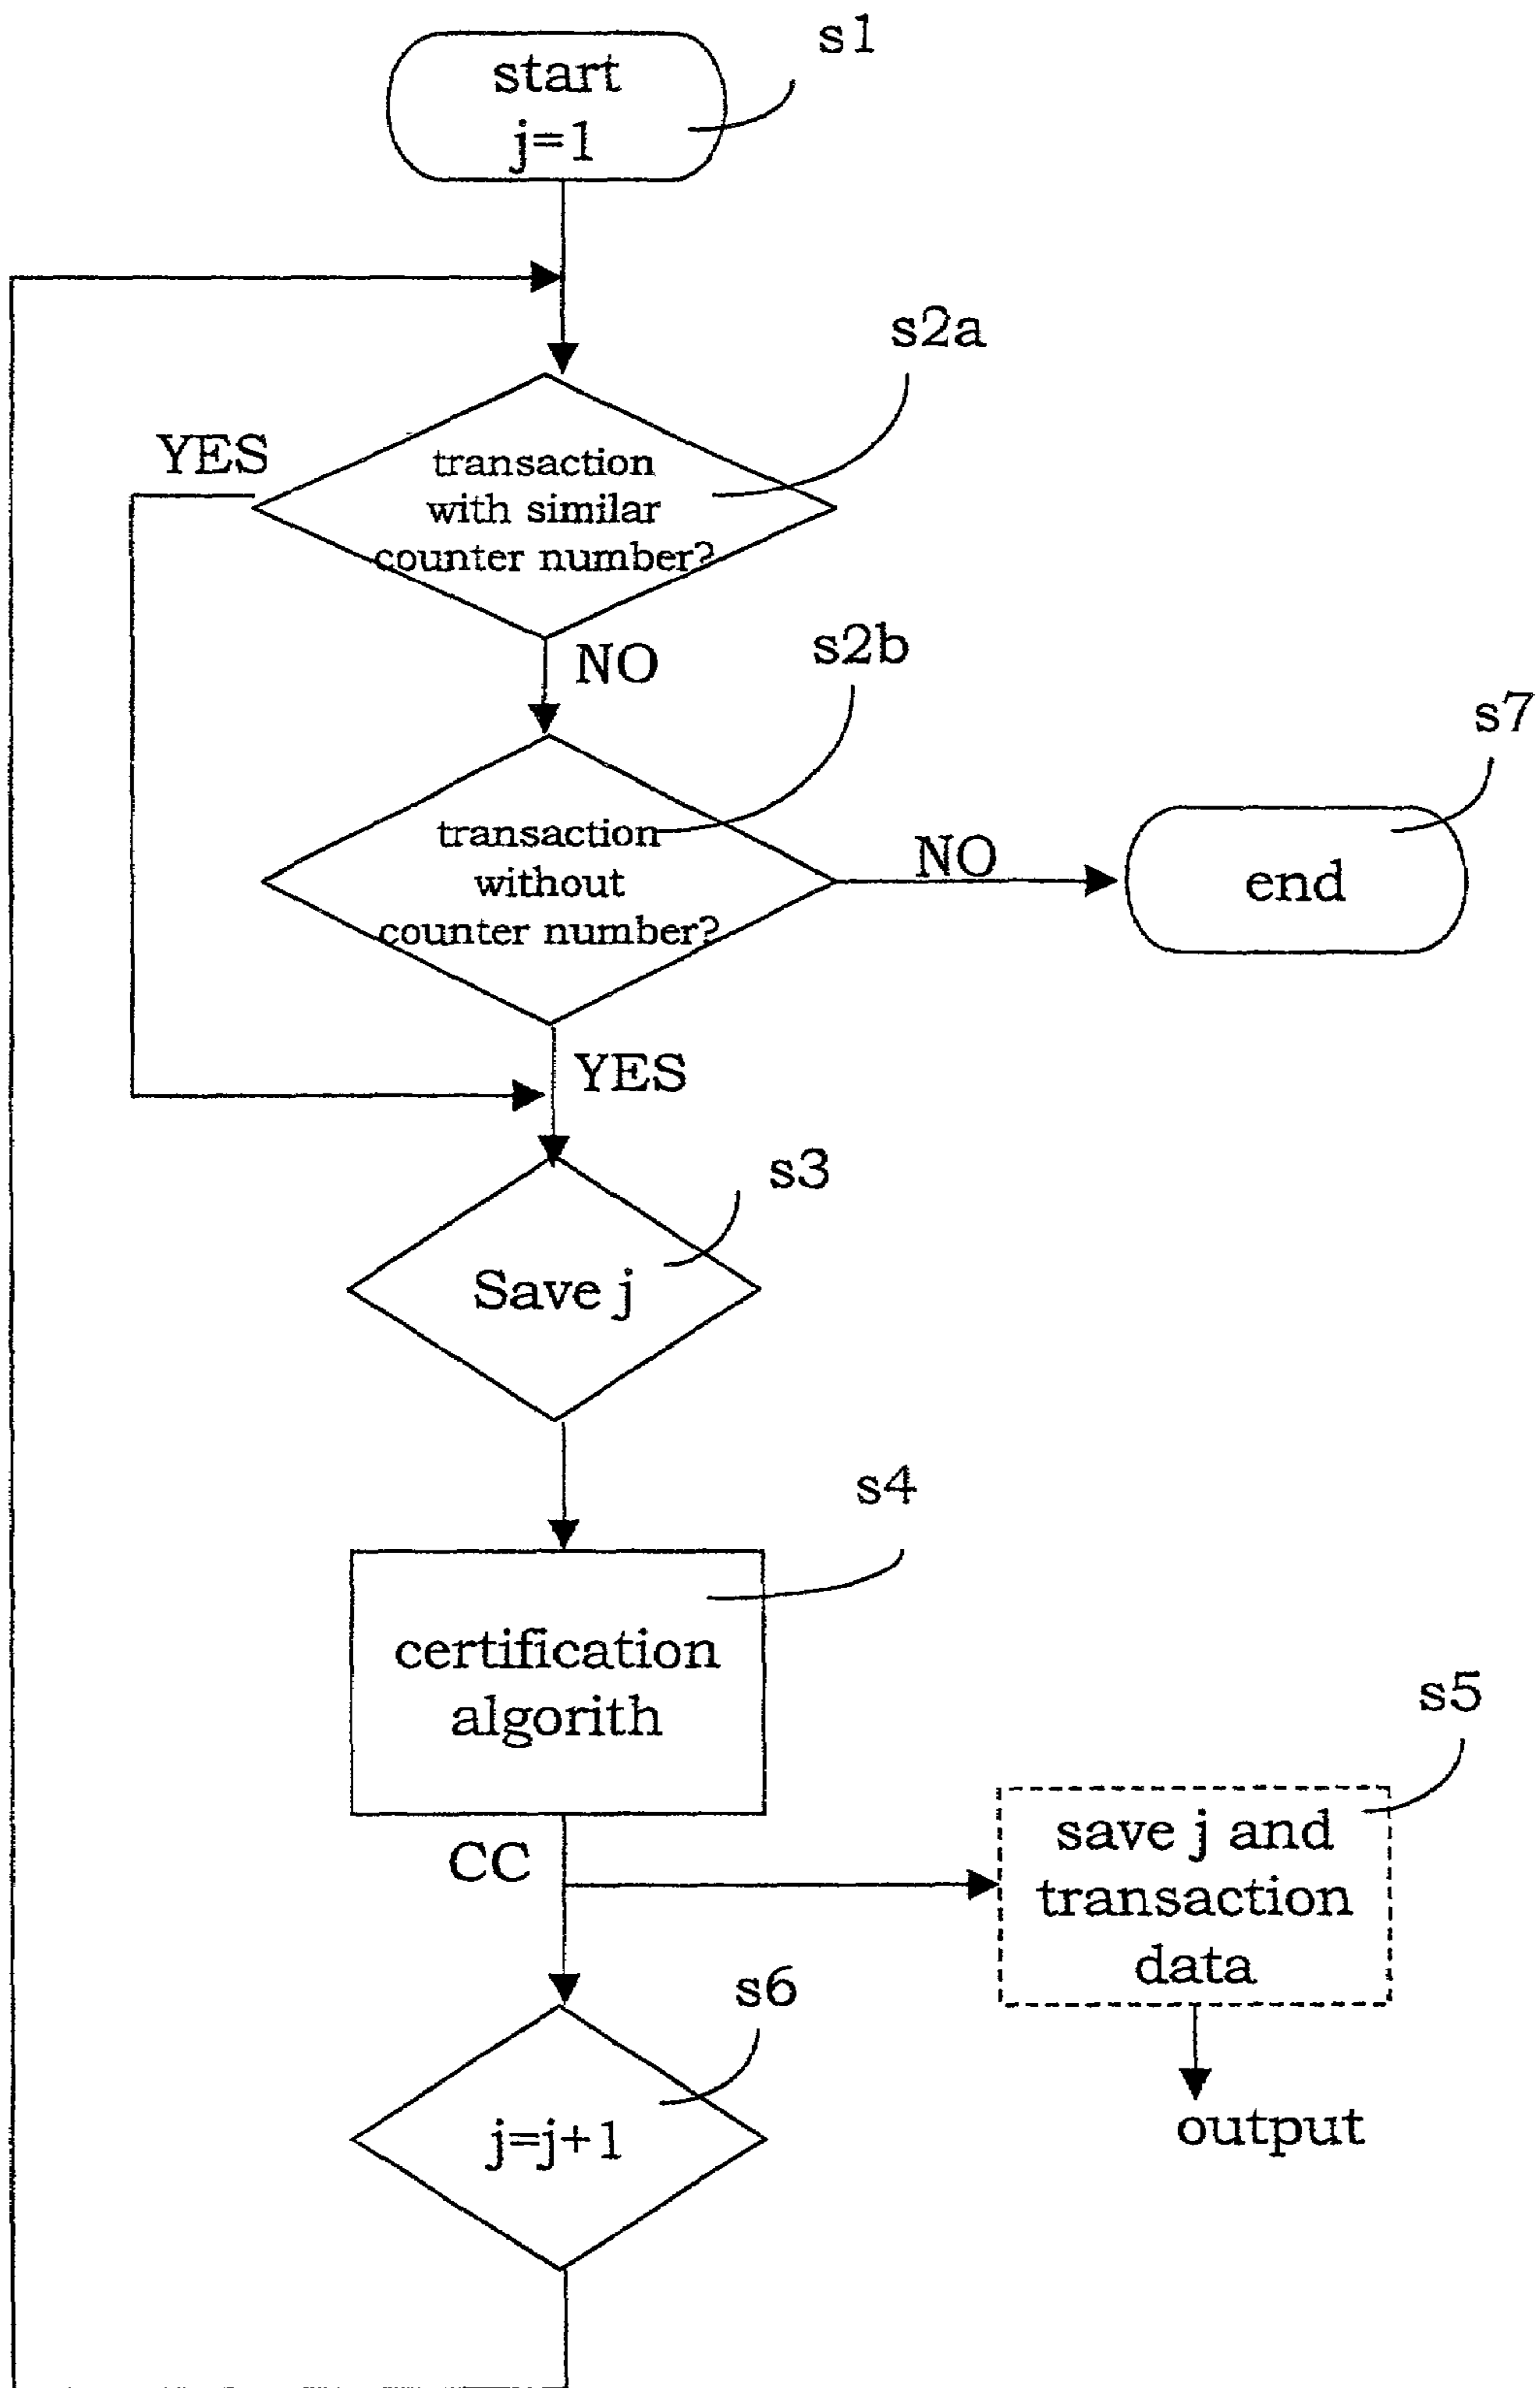 s1
start
j=1
s2a
YES
transaction
with similar
counter number?
NO
s2b
s7
transaction
without
counter number?
NO
end
YES
s3
Save j
s4
certification
algorith
s5
CC
save j and
transaction
data
s6
j=j+1
output